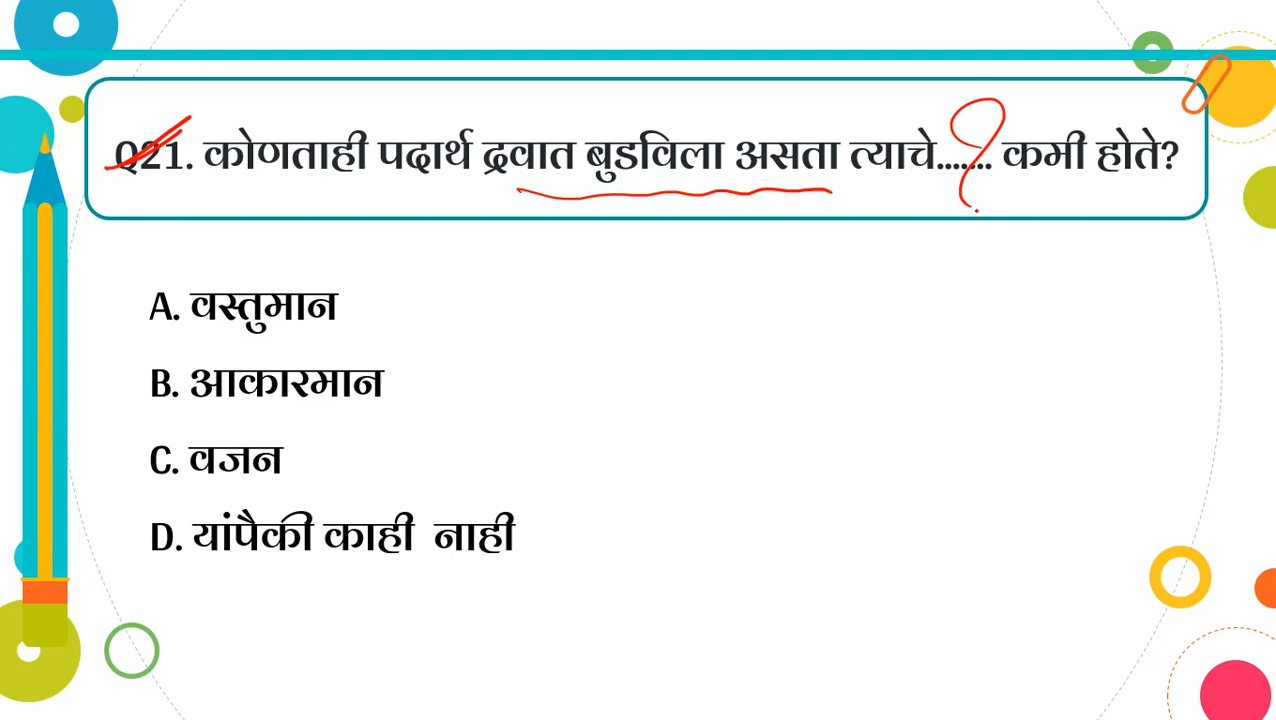 Q21. कोणताही पदार्थ द्रवात बुडविला असता त्याचे....... कमी होते?
A. वस्तुमान
B. आकारमान
C. वजन
D. यांपैकी काही नाही